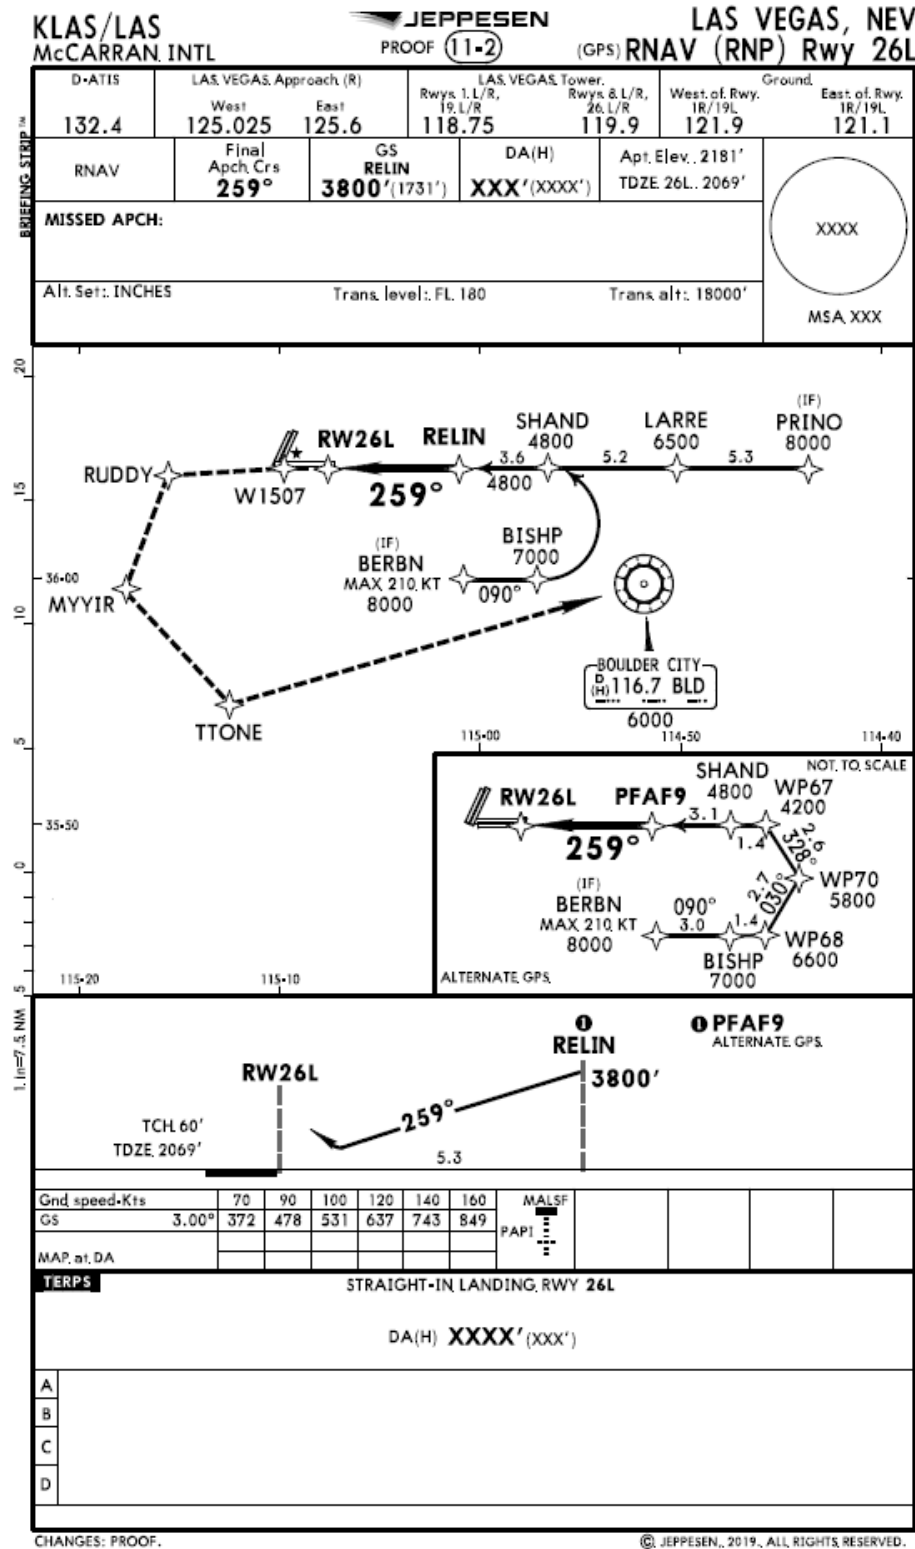 KLAS/LAS
McCARRAN INTL
JEPPESEN
PROOF 11-2
LAS VEGAS, NEV
(GPS) RNAV (RNP) Rwy 26L
BRIEFING STRIP™
D-ATIS
132.4
LAS VEGAS Approach (R)
West East
125.025 125.6
LAS VEGAS Tower
Rwys 1 L/R, 19 L/R Rwys 8 L/R, 26 L/R
118.75 119.9
Ground
West of Rwy 1R/19L East of Rwy 1R/19L
121.9 121.1
RNAV
Final Apch Crs
259°
GS
RELIN
3800'(1731')
DA(H)
XXX'(XXXX')
Apt. Elev. 2181'
TDZE 26L 2069'
MISSED APCH:
XXXX
MSA XXX
Alt Set: INCHES Trans level: FL 180 Trans alt: 18000'
20
15
10
5
0
5
1 in=7.5 NM
36-00
35-50
115-20
115-10
115-00
114-50
114-40
(IF)
PRINO
8000
LARRE
6500
SHAND
4800
RELIN
RW26L
5.3
5.2
3.6
4800
259°
W1507
RUDDY
MYYIR
TTONE
(IF)
BERBN
MAX 210 KT
8000
090°
BISHP
7000
BOULDER CITY
D
(H) 116.7 BLD
6000
NOT TO SCALE
RW26L
PFAF9
SHAND
4800
WP67
4200
3.1
1.4
259°
2.6
328°
WP70
5800
2.7
030°
(IF)
BERBN
MAX 210 KT
8000
090°
3.0
1.4
BISHP
7000
WP68
6600
ALTERNATE GPS
1
RELIN
3800'
1 PFAF9
ALTERNATE GPS
RW26L
259°
TCH 60'
TDZE 2069'
5.3
Gnd speed-Kts 70 90 100 120 140 160
GS 3.00° 372 478 531 637 743 849
MAP at DA
MALSF
PAPI
TERPS
STRAIGHT-IN LANDING RWY 26L
DA(H) XXXX'(XXX')
A
B
C
D
CHANGES: PROOF.
© JEPPESEN, 2019. ALL RIGHTS RESERVED.